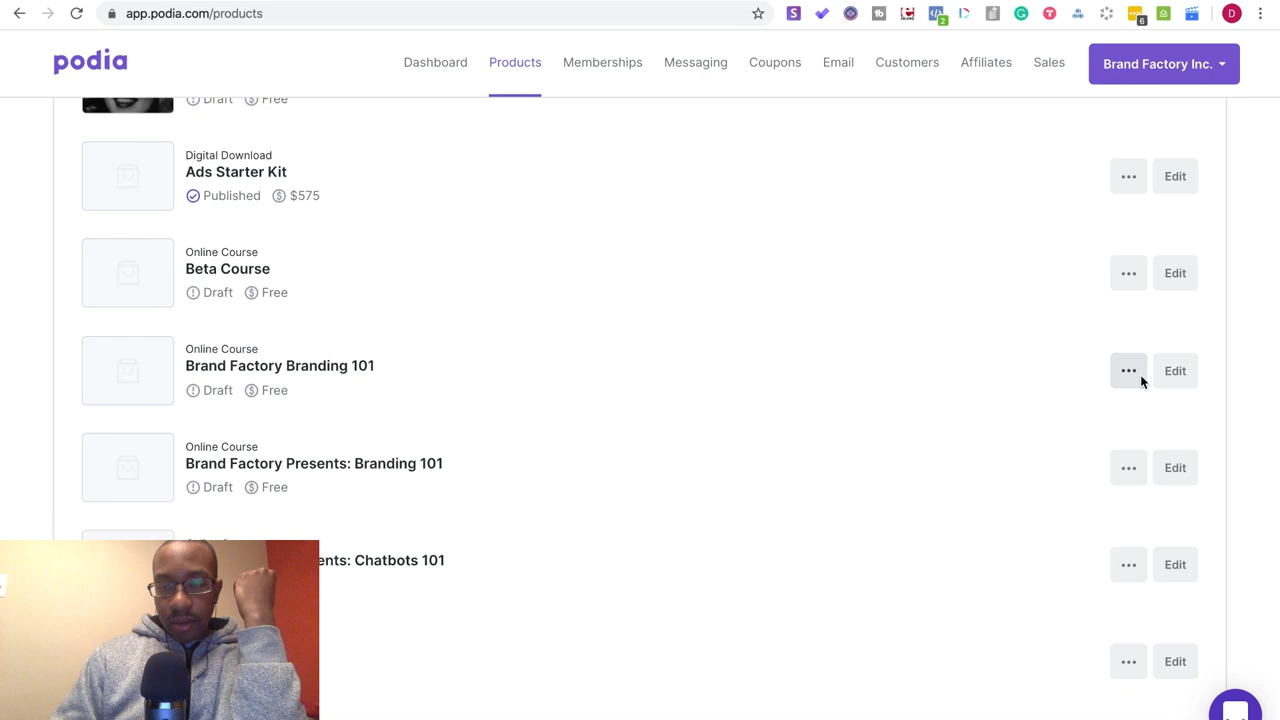 app.podia.com/products
2
6
D
podia
Dashboard
Products
Memberships
Messaging
Coupons
Email
Customers
Affiliates
Sales
Brand Factory Inc.
Draft
Free
Digital Download
Ads Starter Kit
Published
$575
Edit
Online Course
Beta Course
Draft
Free
Edit
Online Course
Brand Factory Branding 101
Draft
Free
Edit
Online Course
Brand Factory Presents: Branding 101
Draft
Free
Edit
ents: Chatbots 101
Edit
Edit